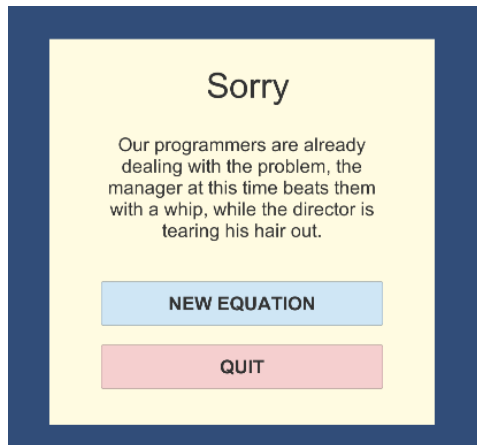 Sorry
Our programmers are already
dealing with the problem, the
manager at this time beats them
with a whip, while the director is
tearing his hair out.
NEW EQUATION
QUIT